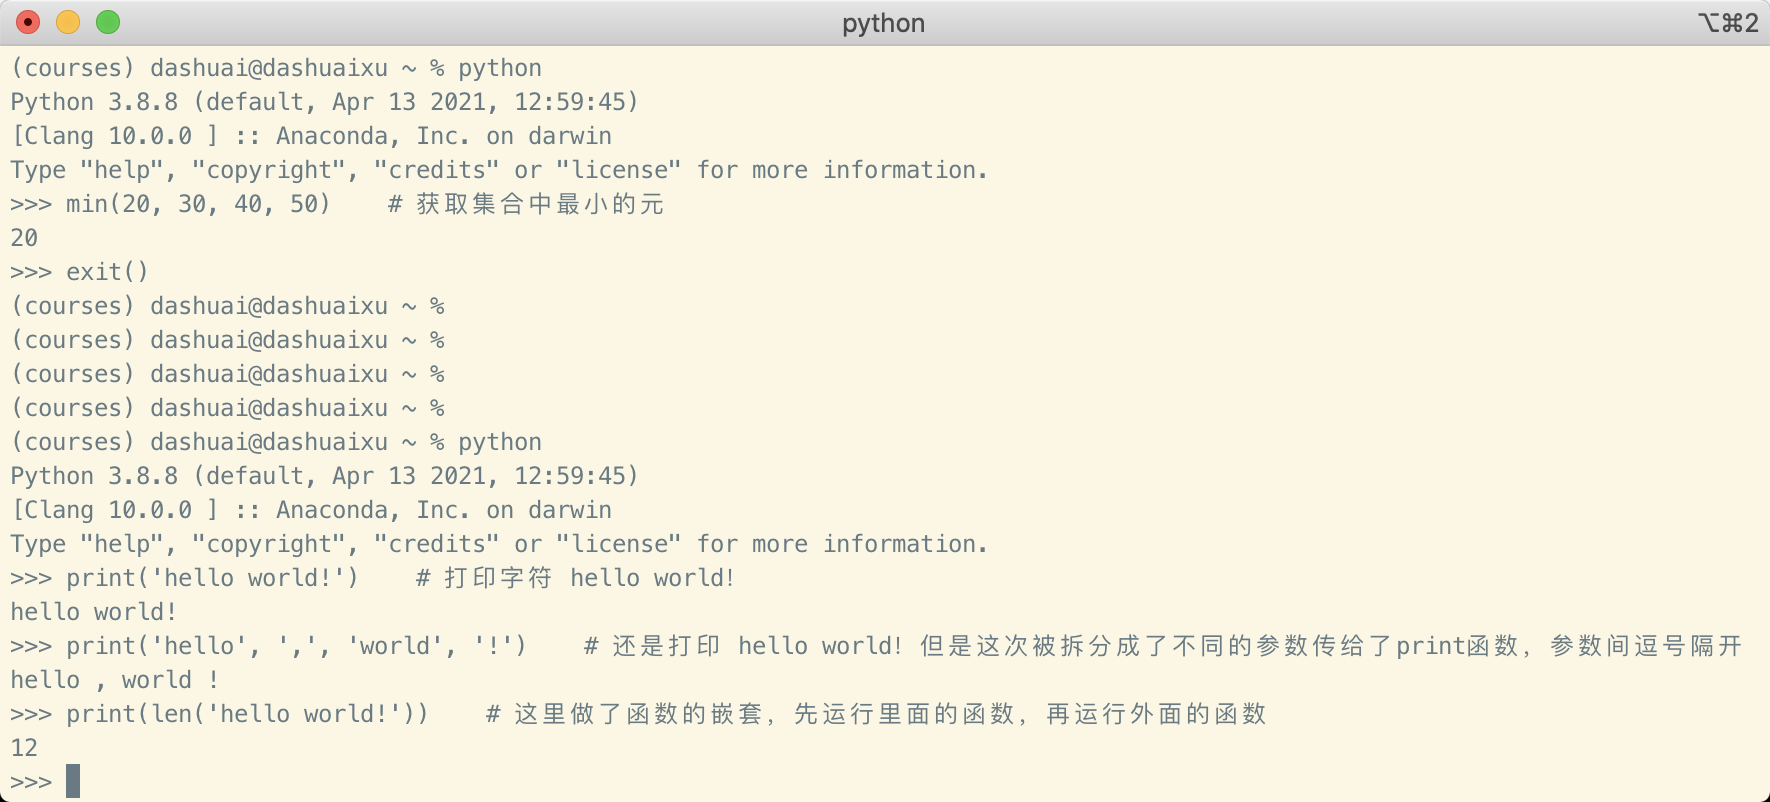 python
⌥⌘2
(courses) dashuai@dashuaixu ~ % python
Python 3.8.8 (default, Apr 13 2021, 12:59:45)
[Clang 10.0.0 ] :: Anaconda, Inc. on darwin
Type "help", "copyright", "credits" or "license" for more information.
>>> min(20, 30, 40, 50)    # 获取集合中最小的元
20
>>> exit()
(courses) dashuai@dashuaixu ~ %
(courses) dashuai@dashuaixu ~ %
(courses) dashuai@dashuaixu ~ %
(courses) dashuai@dashuaixu ~ %
(courses) dashuai@dashuaixu ~ % python
Python 3.8.8 (default, Apr 13 2021, 12:59:45)
[Clang 10.0.0 ] :: Anaconda, Inc. on darwin
Type "help", "copyright", "credits" or "license" for more information.
>>> print('hello world!')    # 打印字符 hello world!
hello world!
>>> print('hello', ',', 'world', '!')    # 还是打印 hello world! 但是这次被拆分成了不同的参数传给了print函数，参数间逗号隔开
hello , world !
>>> print(len('hello world!'))    # 这里做了函数的嵌套，先运行里面的函数，再运行外面的函数
12
>>>